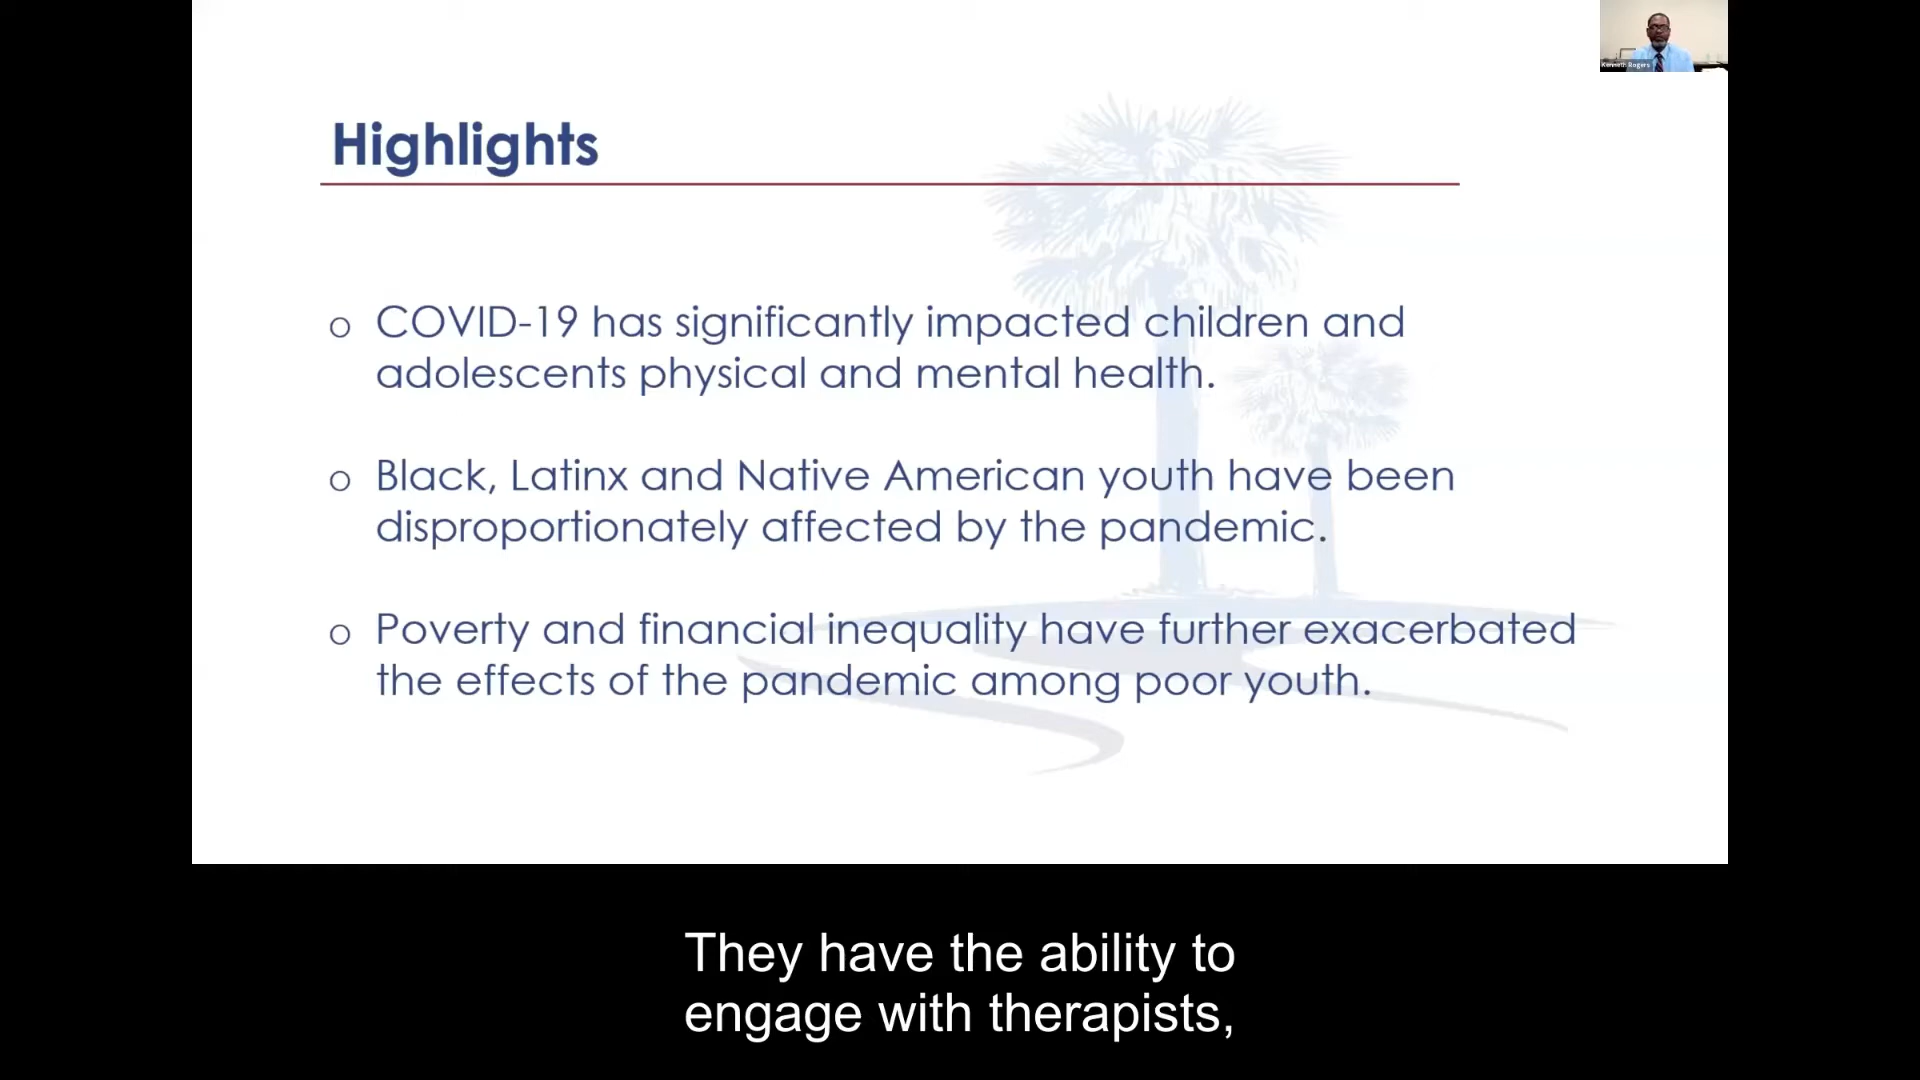 Kenneth Rogers
Highlights
o COVID-19 has significantly impacted children and
adolescents physical and mental health.
o Black, Latinx and Native American youth have been
disproportionately affected by the pandemic.
o Poverty and financial inequality have further exacerbated
the effects of the pandemic among poor youth.
They have the ability to
engage with therapists,